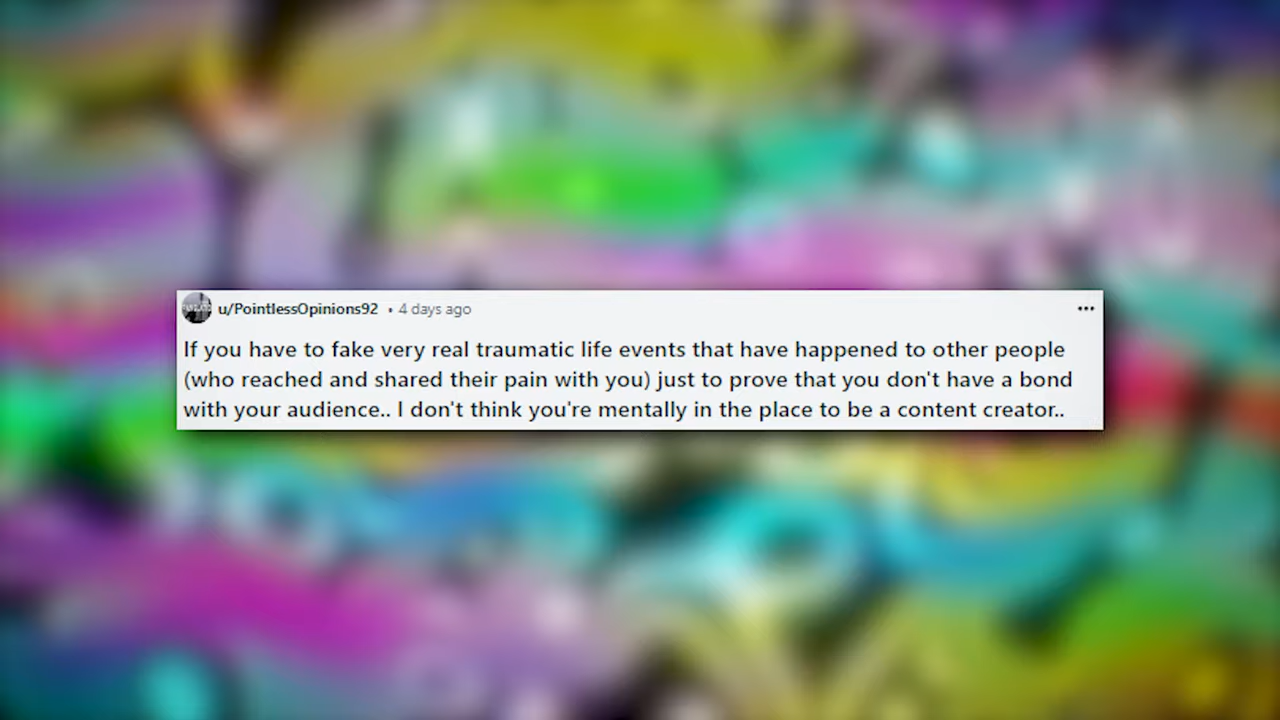 u/PointlessOpinions92 • 4 days ago
If you have to fake very real traumatic life events that have happened to other people
(who reached and shared their pain with you) just to prove that you don't have a bond
with your audience.. I don't think you're mentally in the place to be a content creator..